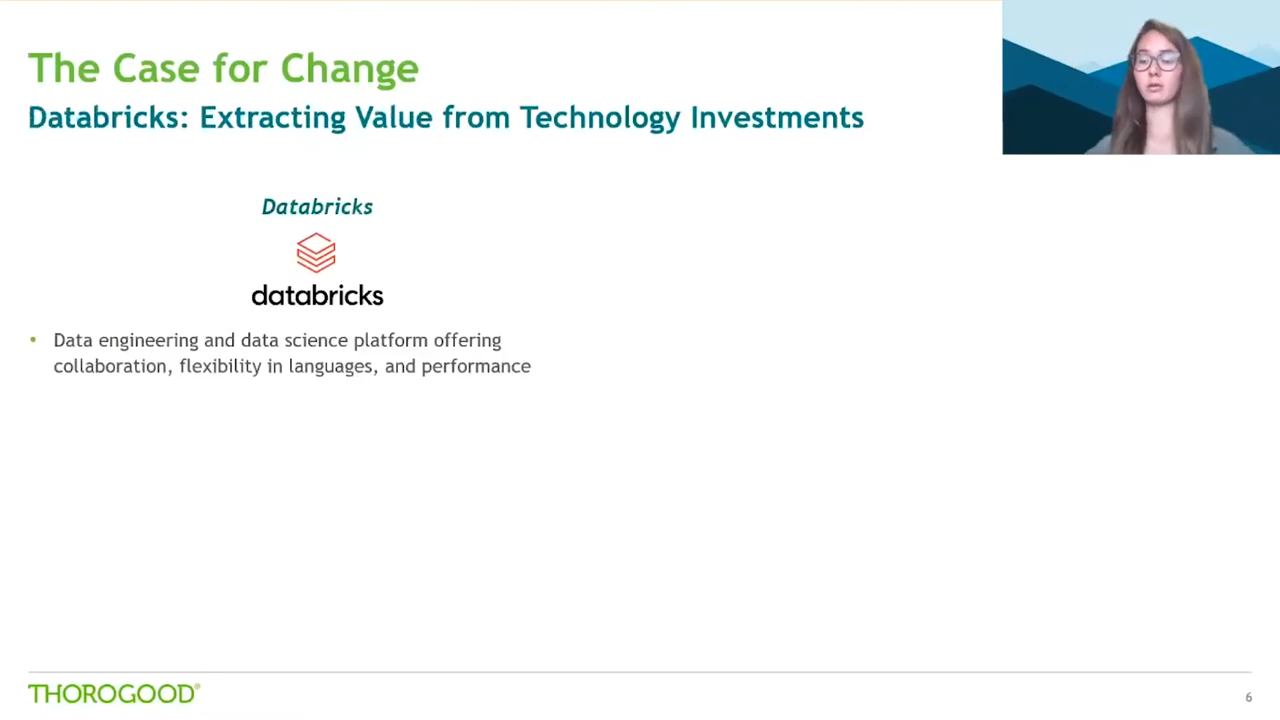 The Case for Change
Databricks: Extracting Value from Technology Investments
Databricks
databricks
• Data engineering and data science platform offering
collaboration, flexibility in languages, and performance
THOROGOOD®
6